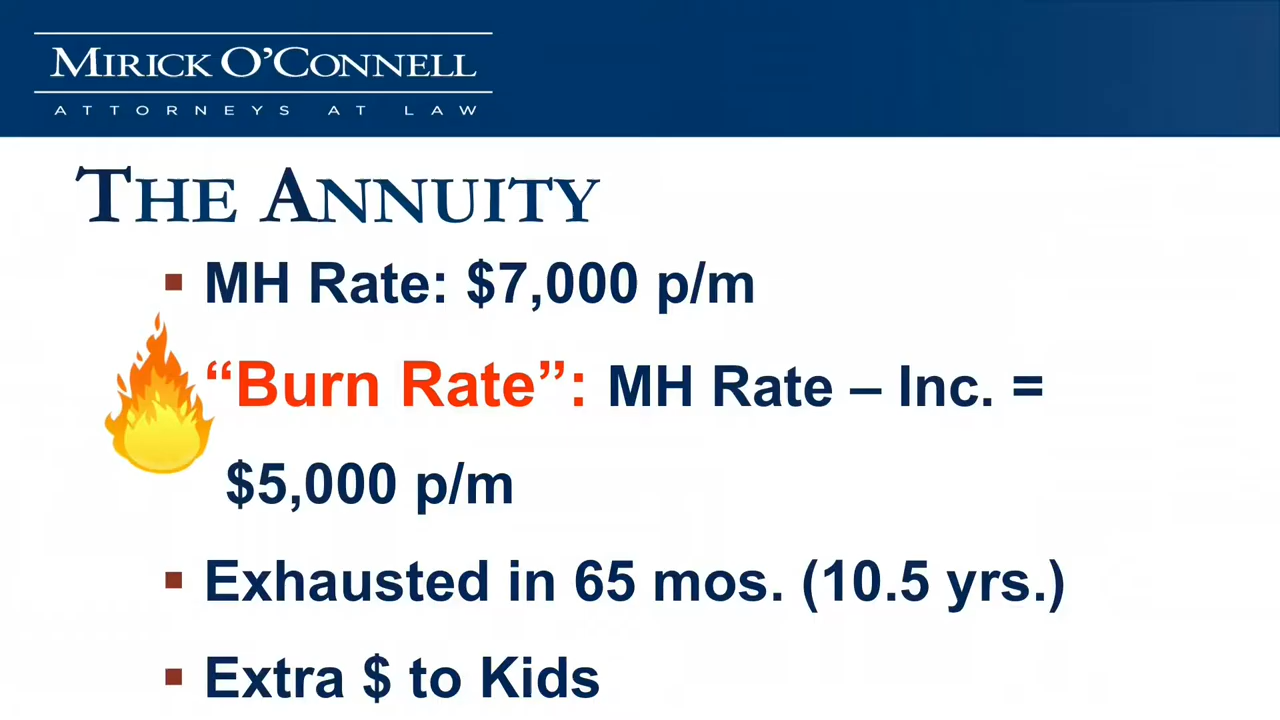 MIRICK O'CONNELL
ATTORNEYS AT LAW
THE ANNUITY
▪ MH Rate: $7,000 p/m
“Burn Rate”: MH Rate – Inc. =
$5,000 p/m
▪ Exhausted in 65 mos. (10.5 yrs.)
▪ Extra $ to Kids